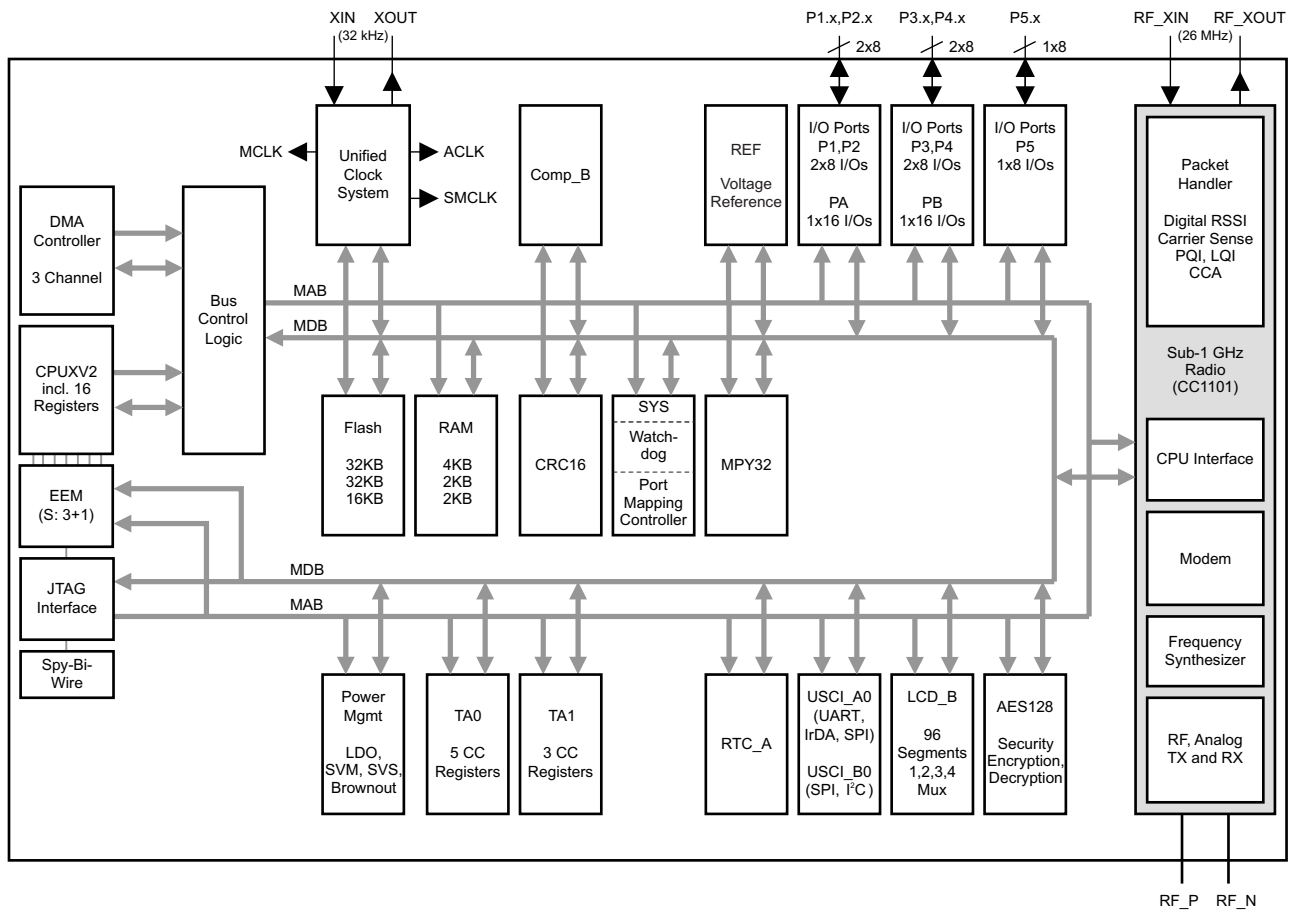 XIN XOUT
(32 kHz)
P1.x,P2.x
2x8
P3.x,P4.x
2x8
P5.x
1x8
RF_XIN RF_XOUT
(26 MHz)
MCLK
Unified
Clock
System
ACLK
SMCLK
Comp_B
REF
Voltage
Reference
I/O Ports
P1,P2
2x8 I/Os
PA
1x16 I/Os
I/O Ports
P3,P4
2x8 I/Os
PB
1x16 I/Os
I/O Ports
P5
1x8 I/Os
Packet
Handler
Digital RSSI
Carrier Sense
PQI, LQI
CCA
DMA
Controller
3 Channel
Bus
Control
Logic
MAB
MDB
CPUXV2
incl. 16
Registers
Sub-1 GHz
Radio
(CC1101)
Flash
32KB
32KB
16KB
RAM
4KB
2KB
2KB
CRC16
SYS
Watch-
dog
Port
Mapping
Controller
MPY32
CPU Interface
EEM
(S: 3+1)
Modem
JTAG
Interface
MDB
MAB
Spy-Bi-
Wire
Frequency
Synthesizer
Power
Mgmt
LDO,
SVM, SVS,
Brownout
TA0
5 CC
Registers
TA1
3 CC
Registers
RTC_A
USCI_A0
(UART,
IrDA, SPI)
USCI_B0
(SPI, I²C)
LCD_B
96
Segments
1,2,3,4
Mux
AES128
Security
Encryption,
Decryption
RF, Analog
TX and RX
RF_P RF_N